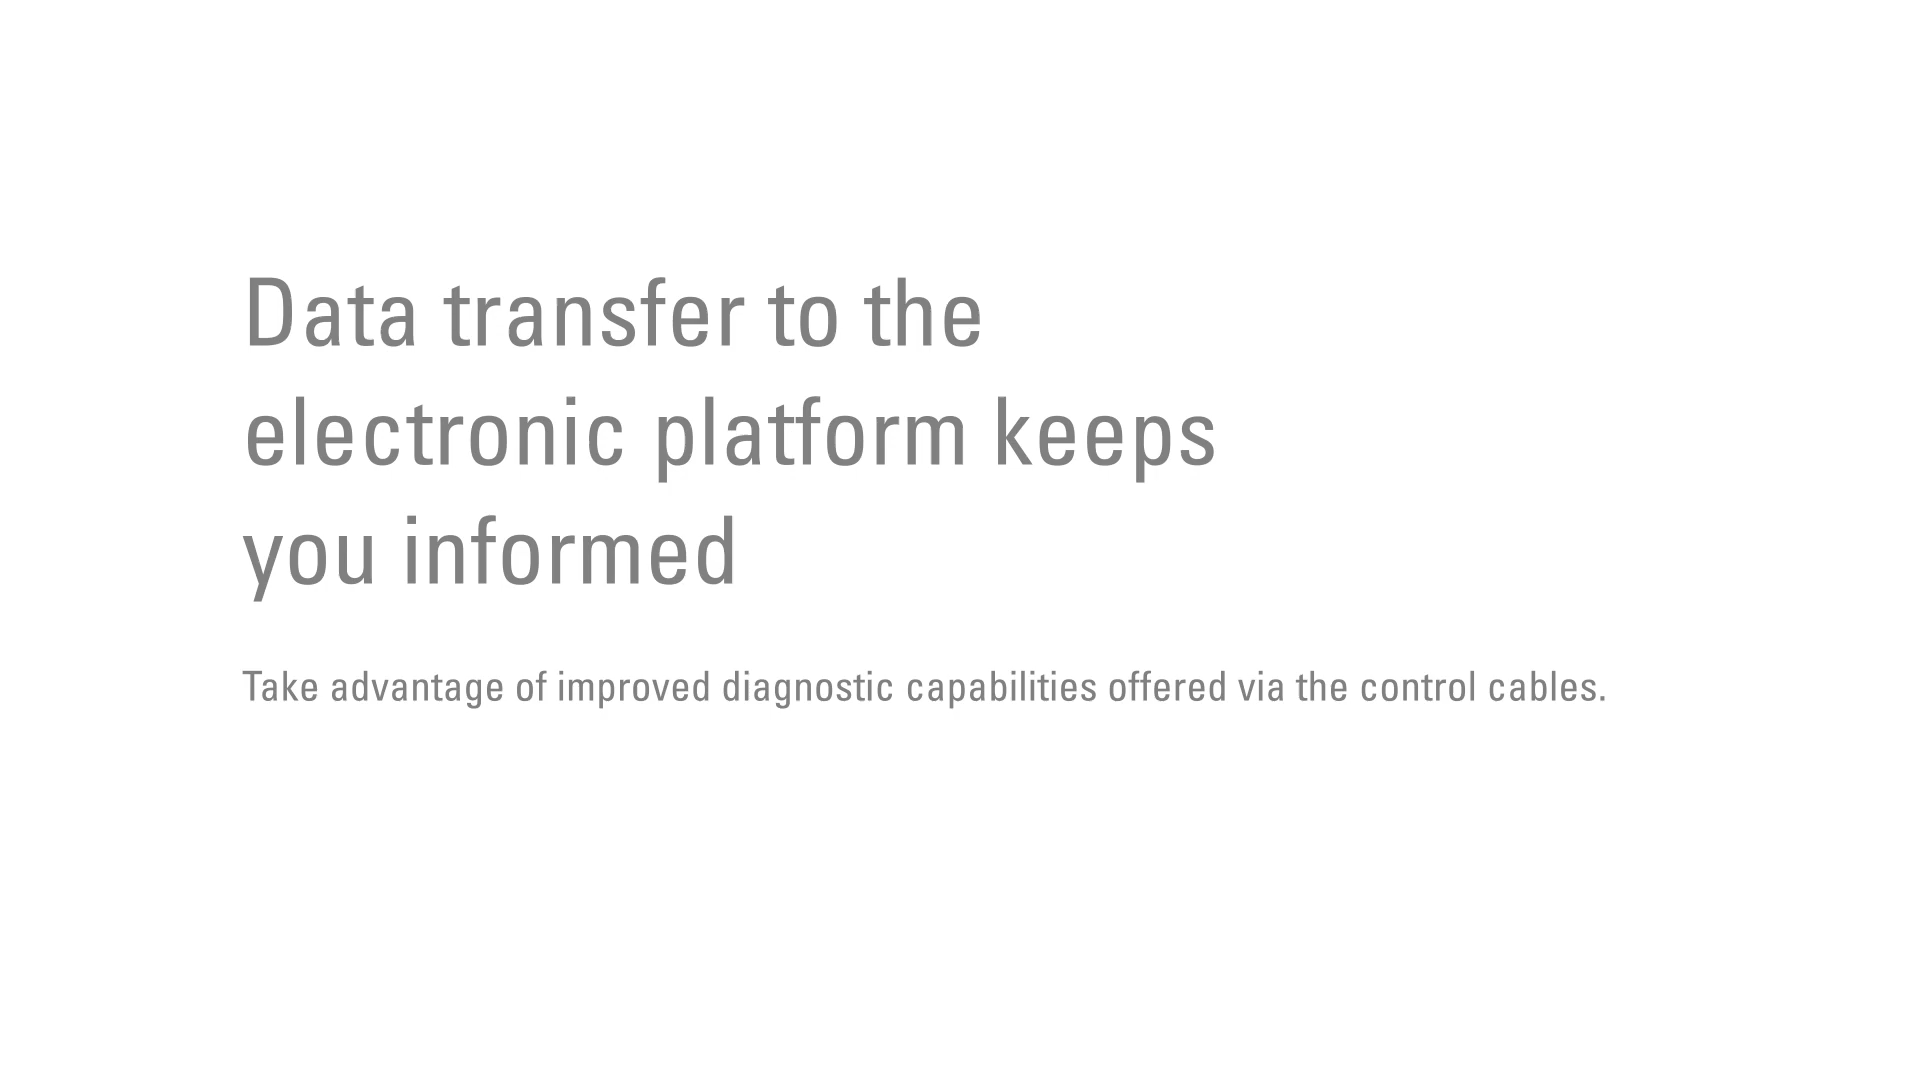 Data transfer to the
electronic platform keeps
you informed
Take advantage of improved diagnostic capabilities offered via the control cables.